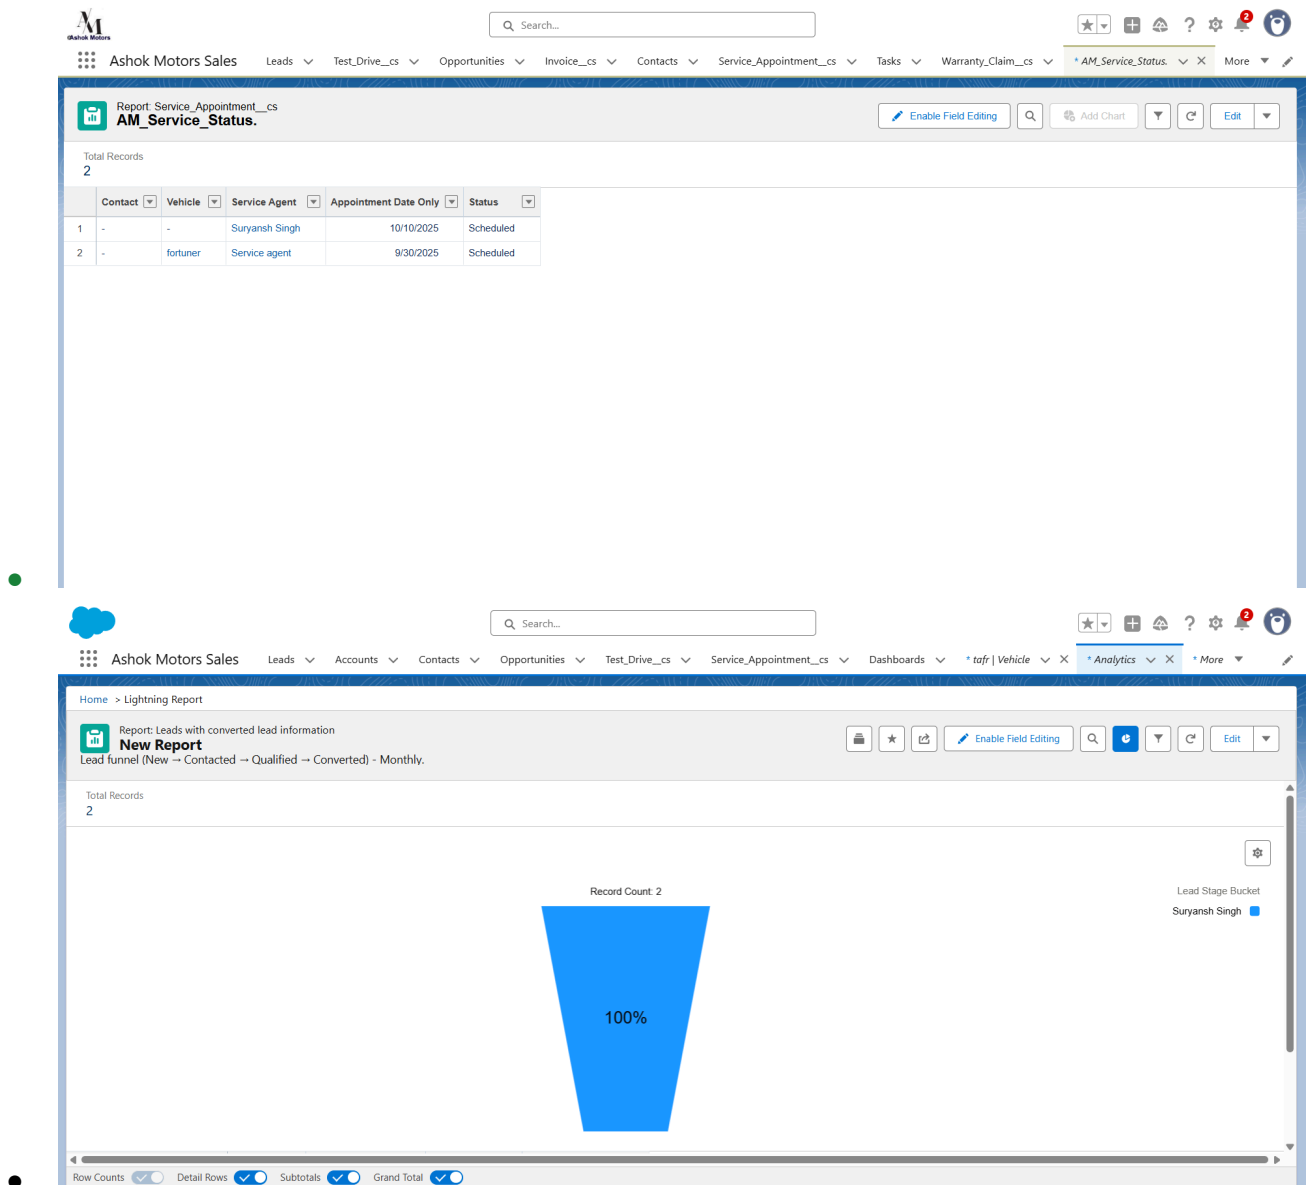 AM
Ashok Motors
Search...
2
Ashok Motors Sales Leads Test_Drive__cs Opportunities Invoice__cs Contacts Service_Appointment__cs Tasks Warranty_Claim__cs * AM_Service_Status. More
Report: Service_Appointment__cs
AM_Service_Status.
Enable Field Editing Add Chart Edit
Total Records
2
Contact Vehicle Service Agent Appointment Date Only Status
1 - - Suryansh Singh 10/10/2025 Scheduled
2 - fortuner Service agent 9/30/2025 Scheduled
Search...
2
Ashok Motors Sales Leads Accounts Contacts Opportunities Test_Drive__cs Service_Appointment__cs Dashboards * tafr | Vehicle * Analytics * More
Home > Lightning Report
Report: Leads with converted lead information
New Report
Lead funnel (New → Contacted → Qualified → Converted) - Monthly.
Enable Field Editing Edit
Total Records
2
Record Count: 2
Lead Stage Bucket
Suryansh Singh
100%
Row Counts Detail Rows Subtotals Grand Total